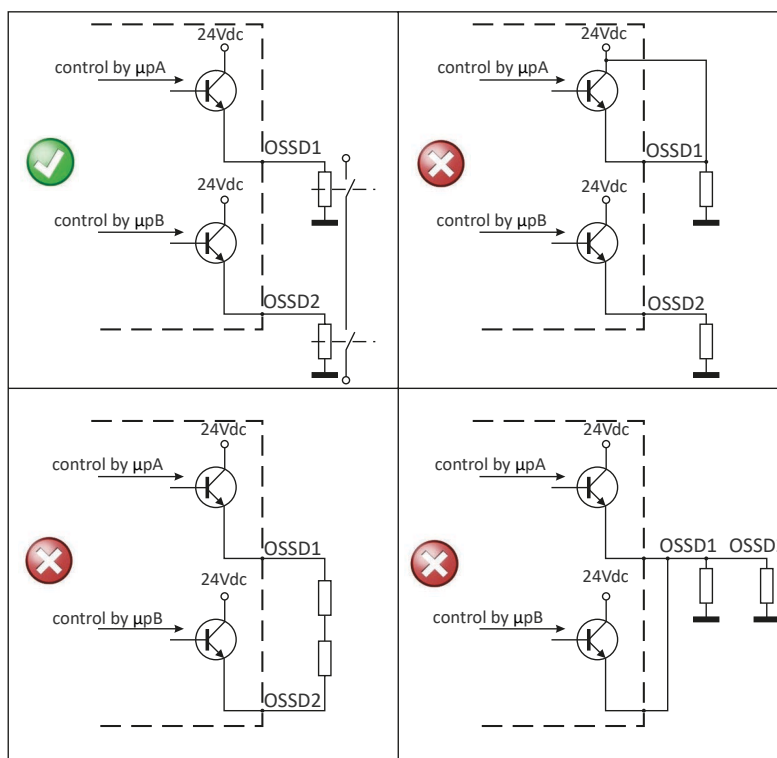 24Vdc
control by µpA
OSSD1
24Vdc
control by µpB
OSSD2
24Vdc
control by µpA
OSSD1
24Vdc
control by µpB
OSSD2
24Vdc
control by µpA
OSSD1
24Vdc
control by µpB
OSSD2
24Vdc
control by µpA
OSSD1 OSSD
24Vdc
control by µpB